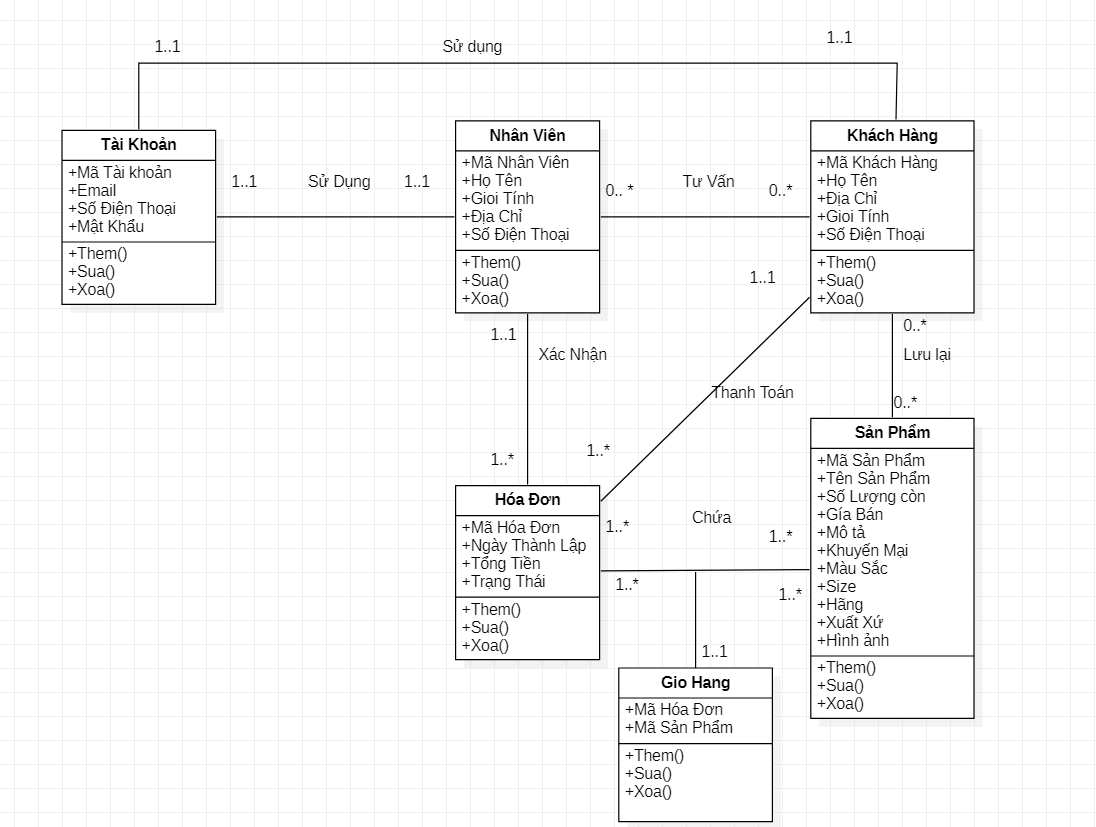 1..1
Sử dụng
1..1
Tài Khoản
+Mã Tài khoản
+Email
+Số Điện Thoại
+Mật Khẩu
+Them()
+Sua()
+Xoa()
1..1
Sử Dụng
1..1
Nhân Viên
+Mã Nhân Viên
+Họ Tên
+Gioi Tính
+Địa Chỉ
+Số Điện Thoại
+Them()
+Sua()
+Xoa()
0.. *
Tư Vấn
0..*
Khách Hàng
+Mã Khách Hàng
+Họ Tên
+Địa Chỉ
+Gioi Tính
+Số Điện Thoại
+Them()
+Sua()
+Xoa()
1..1
Xác Nhận
1..*
1..1
Thanh Toán
1..*
0..*
Lưu lại
0..*
Hóa Đơn
+Mã Hóa Đơn
+Ngày Thành Lập
+Tổng Tiền
+Trạng Thái
+Them()
+Sua()
+Xoa()
1..*
Chứa
1..*
1..*
1..*
1..1
Sản Phẩm
+Mã Sản Phẩm
+Tên Sản Phẩm
+Số Lượng còn
+Gía Bán
+Mô tả
+Khuyến Mại
+Màu Sắc
+Size
+Hãng
+Xuất Xứ
+Hình ảnh
+Them()
+Sua()
+Xoa()
Gio Hang
+Mã Hóa Đơn
+Mã Sản Phẩm
+Them()
+Sua()
+Xoa()